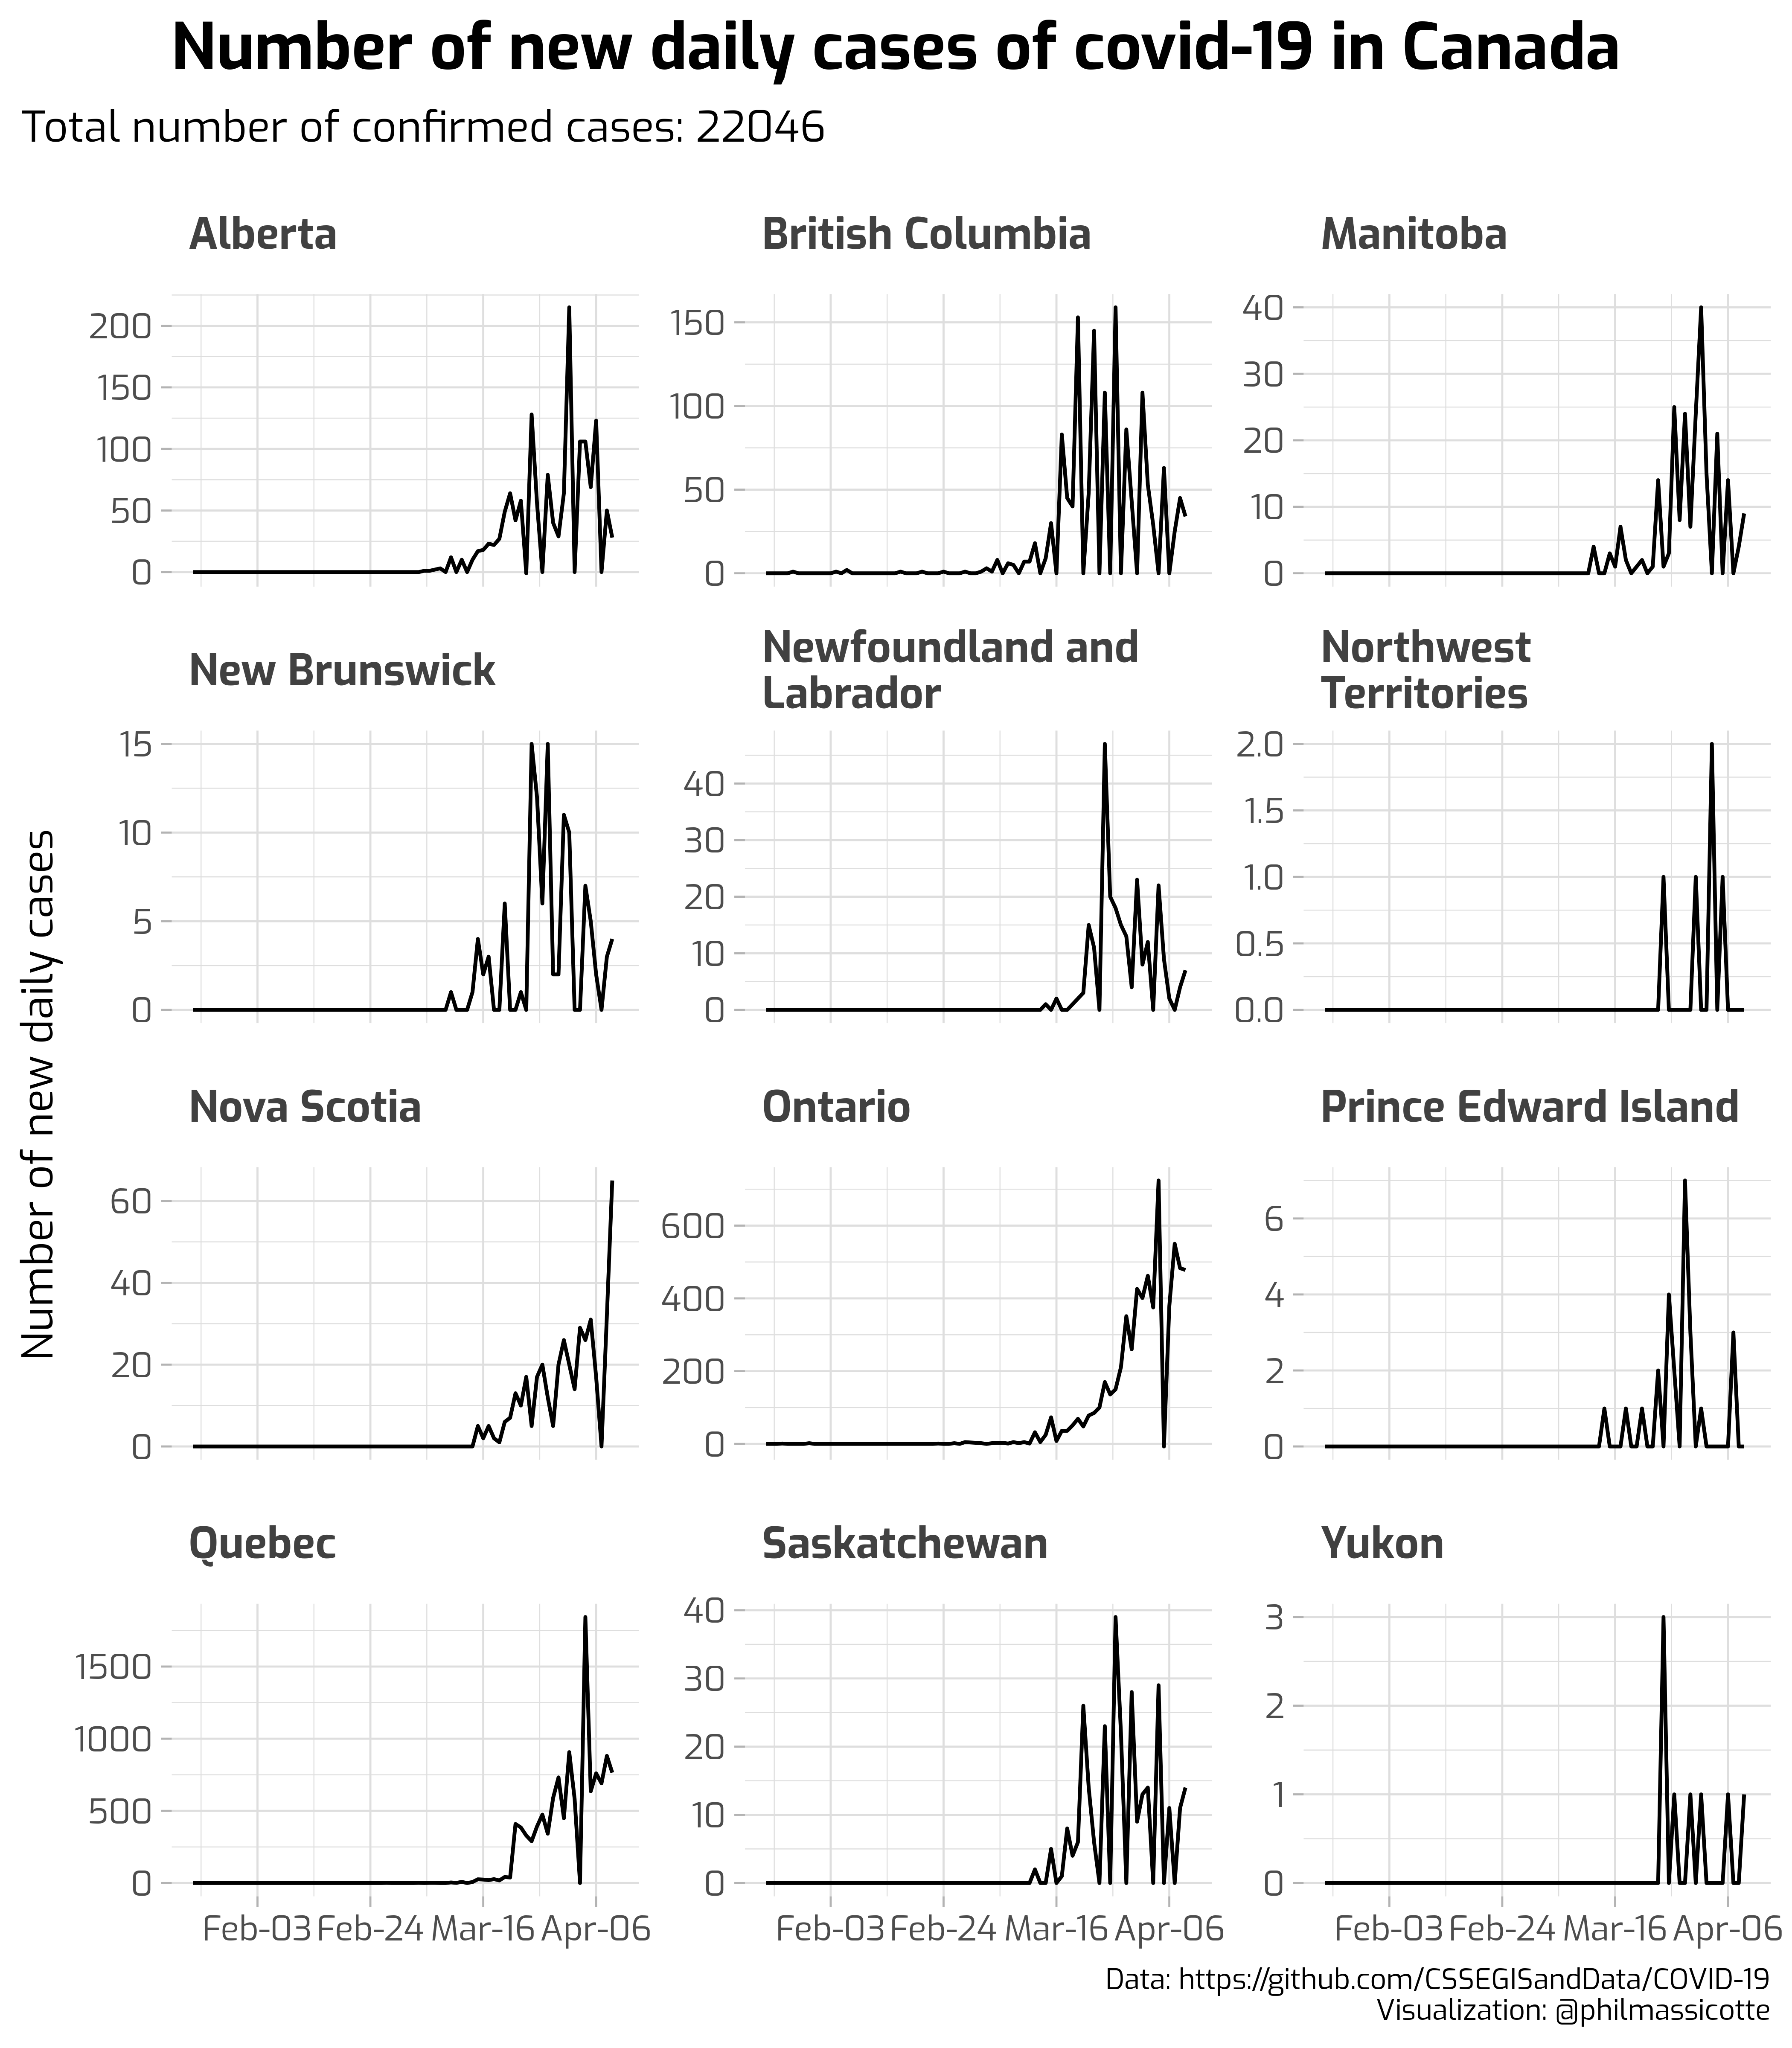 Number of new daily cases of covid-19 in Canada
Total number of confirmed cases: 22046
Number of new daily cases
Alberta
200
150
100
50
0
British Columbia
150
100
50
0
Manitoba
40
30
20
10
0
New Brunswick
15
10
5
0
Newfoundland and
Labrador
40
30
20
10
0
Northwest
Territories
2.0
1.5
1.0
0.5
0.0
Nova Scotia
60
40
20
0
Ontario
600
400
200
0
Prince Edward Island
6
4
2
0
Quebec
1500
1000
500
0
Feb-03 Feb-24 Mar-16 Apr-06
Saskatchewan
40
30
20
10
0
Feb-03 Feb-24 Mar-16 Apr-06
Yukon
3
2
1
0
Feb-03 Feb-24 Mar-16 Apr-06
Data: https://github.com/CSSEGISandData/COVID-19
Visualization: @philmassicotte